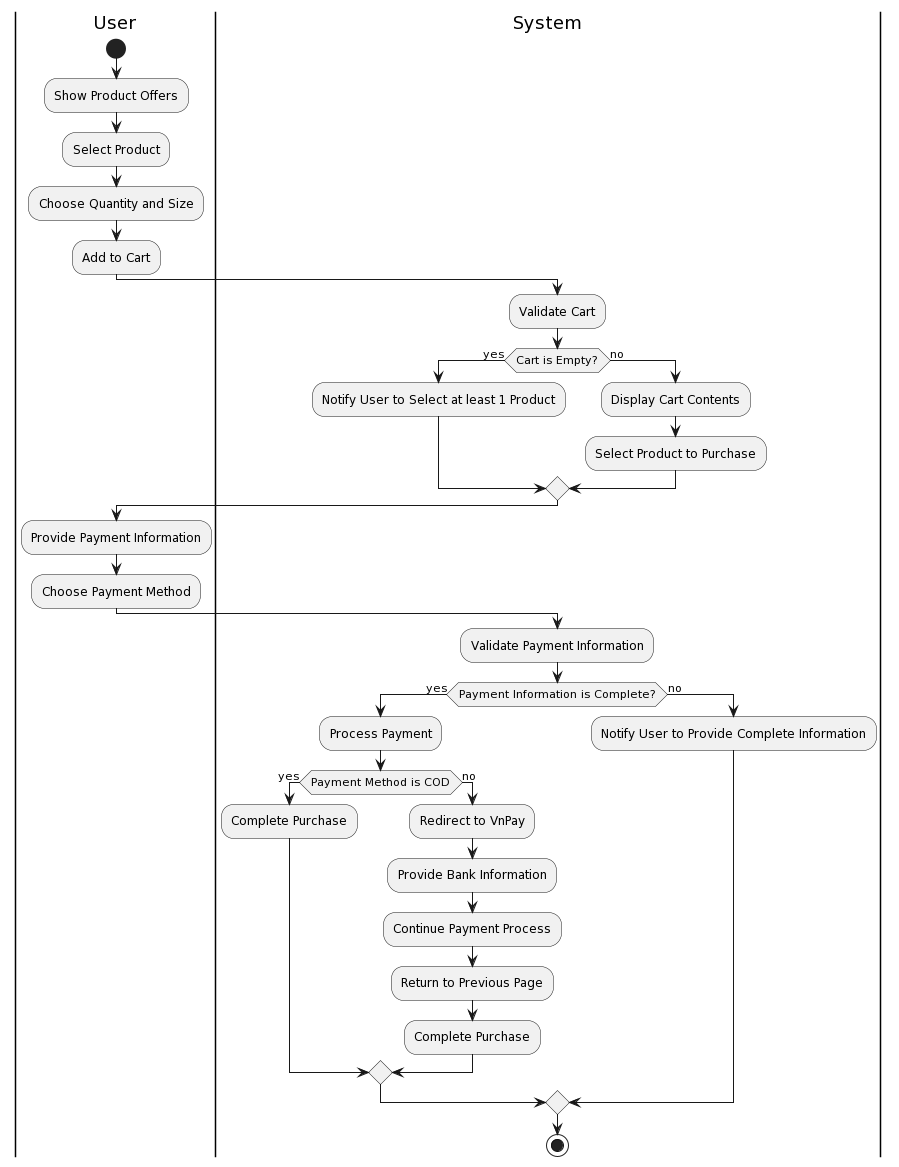 User
System
Show Product Offers
Select Product
Choose Quantity and Size
Add to Cart
Validate Cart
yes
Cart is Empty?
no
Notify User to Select at least 1 Product
Display Cart Contents
Select Product to Purchase
Provide Payment Information
Choose Payment Method
Validate Payment Information
yes
Payment Information is Complete?
no
Process Payment
Notify User to Provide Complete Information
yes
Payment Method is COD
no
Complete Purchase
Redirect to VnPay
Provide Bank Information
Continue Payment Process
Return to Previous Page
Complete Purchase